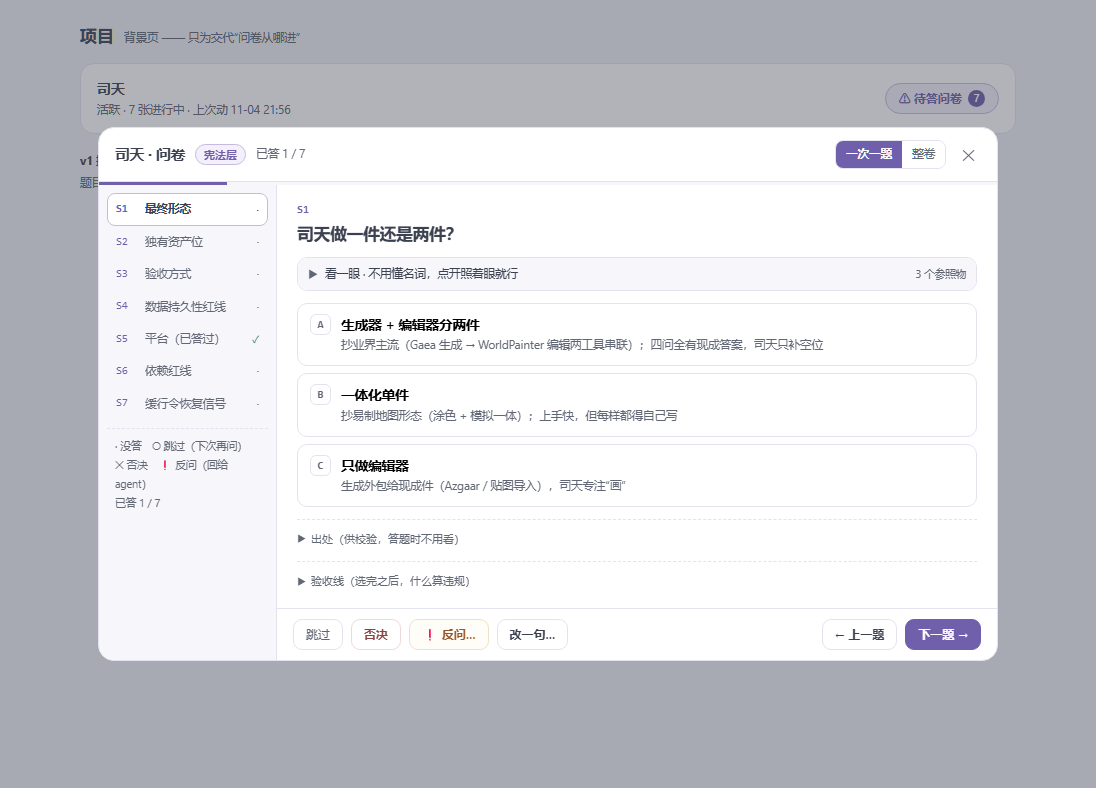 项目 背景页 —— 只为交代“问卷从哪进”
司天
活跃 · 7 张进行中 · 上次动 11-04 21:56
⚠ 待答问卷 7
v1
题目
司天 · 问卷 宪法层 已答 1 / 7
一次一题 整卷 ×
S1 最终形态 ·
S2 独有资产位 ·
S3 验收方式 ·
S4 数据持久性红线 ·
S5 平台（已答过） ✓
S6 依赖红线 ·
S7 缓行令恢复信号 ·
· 没答 ○ 跳过（下次再问）
× 否决 ❗ 反问（回给
agent）
已答 1 / 7
S1
司天做一件还是两件？
▶ 看一眼 · 不用懂名词，点开照着眼就行 3 个参照物
A 生成器 + 编辑器分两件
抄业界主流（Gaea 生成 → WorldPainter 编辑两工具串联）；四问全有现成答案，司天只补空位
B 一体化单件
抄易制地图形态（涂色 + 模拟一体）；上手快，但每样都得自己写
C 只做编辑器
生成外包给现成件（Azgaar / 贴图导入），司天专注“画”
▶ 出处（供校验，答题时不用看）
▶ 验收线（选完之后，什么算违规）
跳过 否决 ❗ 反问... 改一句... ← 上一题 下一题 →